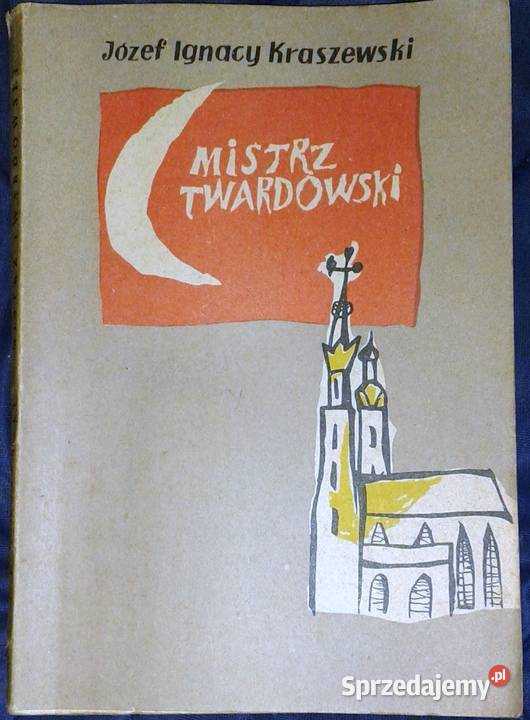 Józef Ignacy Kraszewski
MiSTRZ
TWARDOWSKi
Sprzedajemy.pl